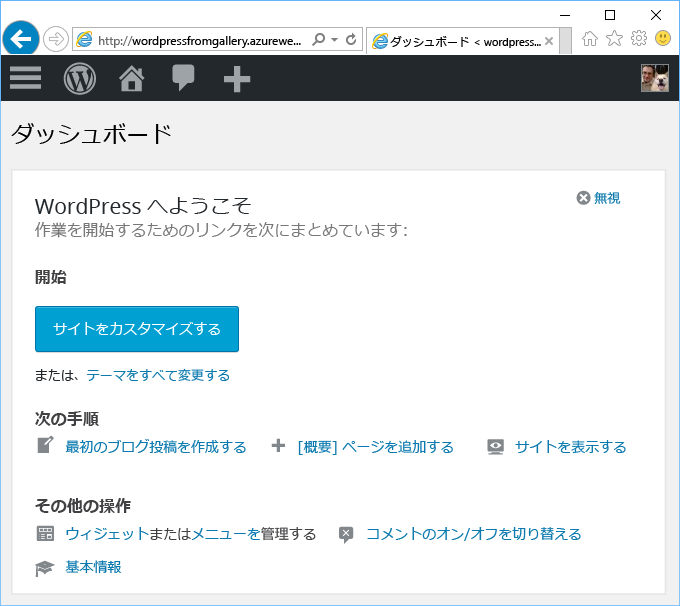 http://wordpressfromgallery.azurewe...
ダッシュボード < wordpress...
ダッシュボード
WordPress へようこそ
無視
作業を開始するためのリンクを次にまとめています:
開始
サイトをカスタマイズする
または、テーマをすべて変更する
次の手順
最初のブログ投稿を作成する
[概要] ページを追加する
サイトを表示する
その他の操作
ウィジェットまたはメニューを管理する
コメントのオン/オフを切り替える
基本情報